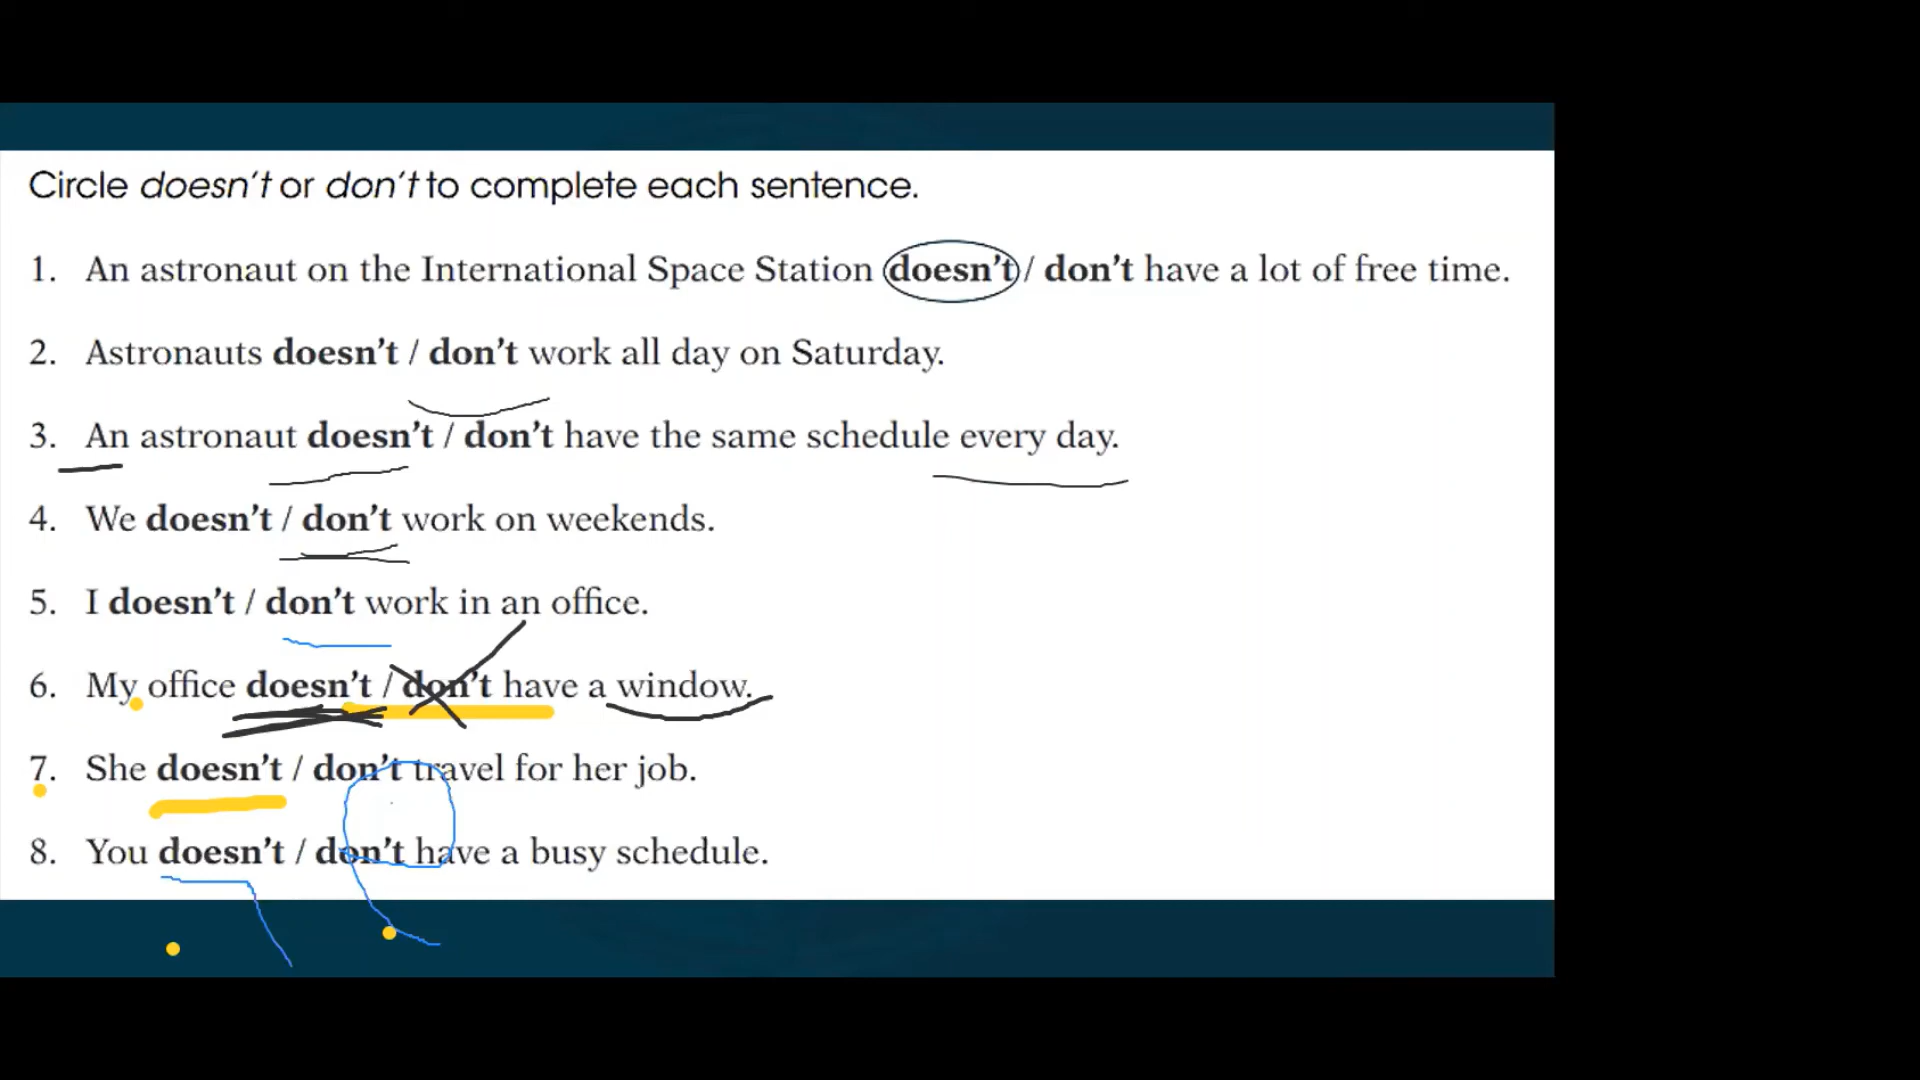 Circle doesn't or don't to complete each sentence.
1. An astronaut on the International Space Station doesn't / don't have a lot of free time.
2. Astronauts doesn't / don't work all day on Saturday.
3. An astronaut doesn't / don't have the same schedule every day.
4. We doesn't / don't work on weekends.
5. I doesn't / don't work in an office.
6. My office doesn't / don't have a window.
7. She doesn't / don't travel for her job.
8. You doesn't / don't have a busy schedule.